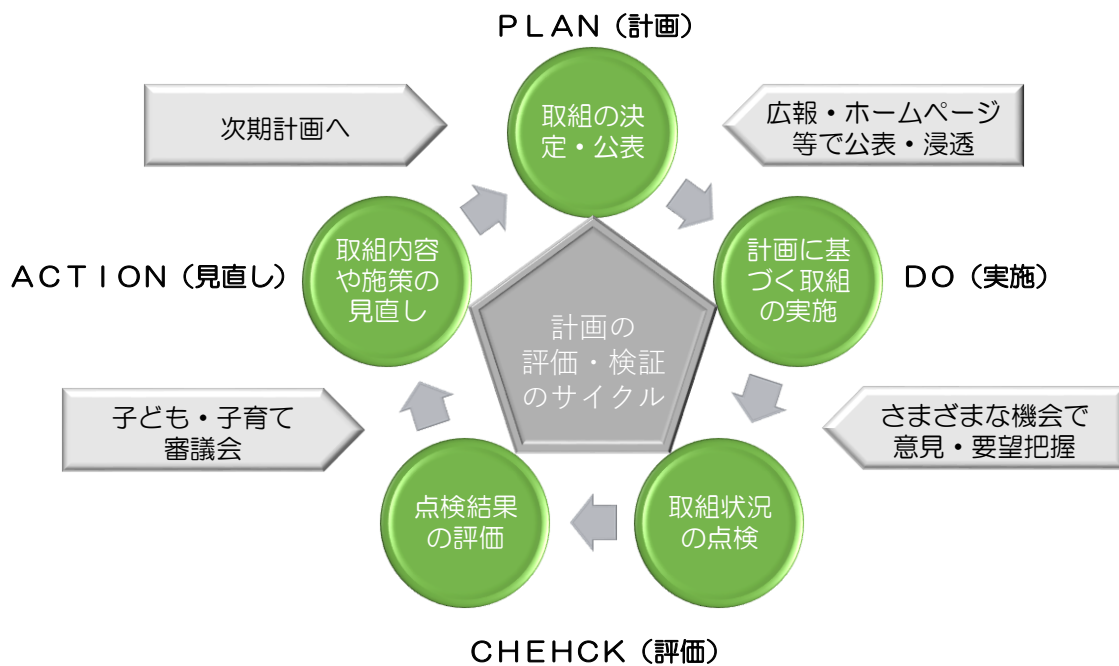 ＰＬＡＮ（計画）
次期計画へ
取組の決
定・公表
広報・ホームページ
等で公表・浸透
ＡＣＴＩＯＮ（見直し）
取組内容
や施策の
見直し
計画に基
づく取組
の実施
ＤＯ（実施）
計画の
評価・検証
のサイクル
子ども・子育て
審議会
さまざまな機会で
意見・要望把握
点検結果
の評価
取組状況
の点検
ＣＨＥＨＣＫ（評価）